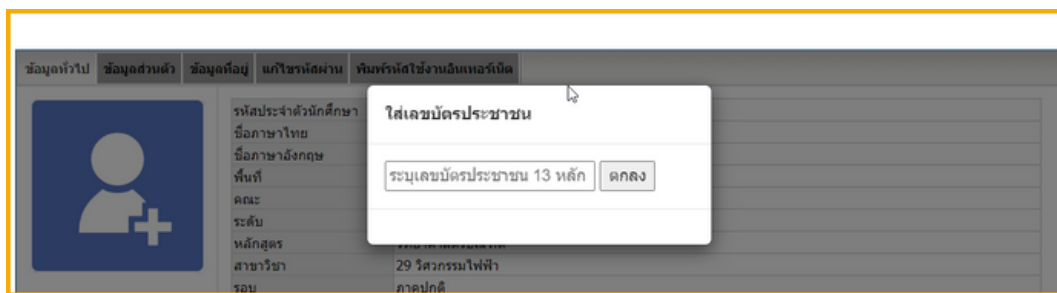 ข้อมูลทั่วไป ข้อมูลส่วนตัว ข้อมูลที่อยู่ แก้ไขรหัสผ่าน พิมพ์รหัสใช้งานอินเทอร์เน็ต
รหัสประจำตัวนักศึกษา
ใส่เลขบัตรประชาชน
ชื่อภาษาไทย
ชื่อภาษาอังกฤษ
พื้นที่
ระบุเลขบัตรประชาชน 13 หลัก ตกลง
คณะ
ระดับ
หลักสูตร
สาขาวิชา 29 วิศวกรรมไฟฟ้า
รอบ ภาคปกติ